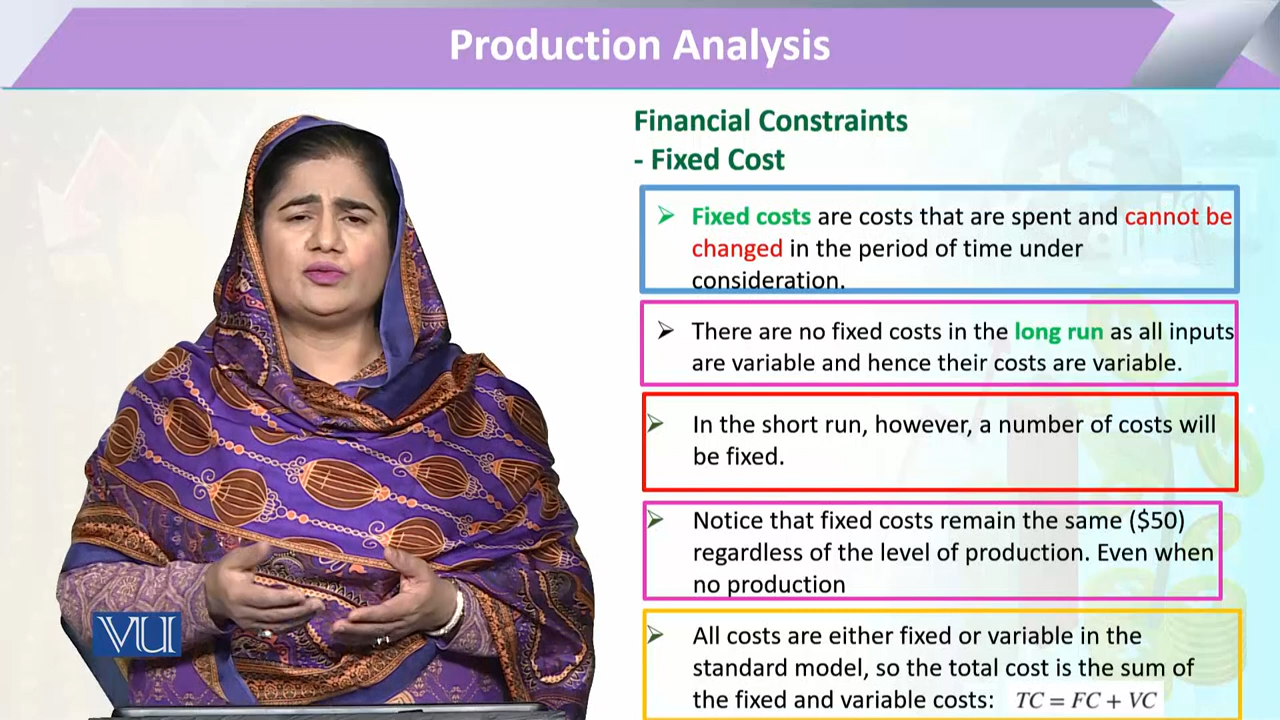 Production Analysis
Financial Constraints
- Fixed Cost
➢ Fixed costs are costs that are spent and cannot be
changed in the period of time under
consideration.
➢ There are no fixed costs in the long run as all inputs
are variable and hence their costs are variable.
➢ In the short run, however, a number of costs will
be fixed.
➢ Notice that fixed costs remain the same ($50)
regardless of the level of production. Even when
no production
➢ All costs are either fixed or variable in the
standard model, so the total cost is the sum of
the fixed and variable costs: TC = FC + VC
VU